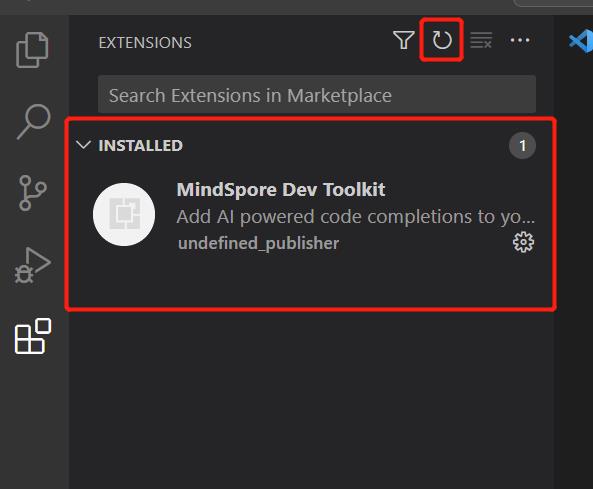 EXTENSIONS
Search Extensions in Marketplace
INSTALLED 1
MindSpore Dev Toolkit
Add AI powered code completions to yo...
undefined_publisher